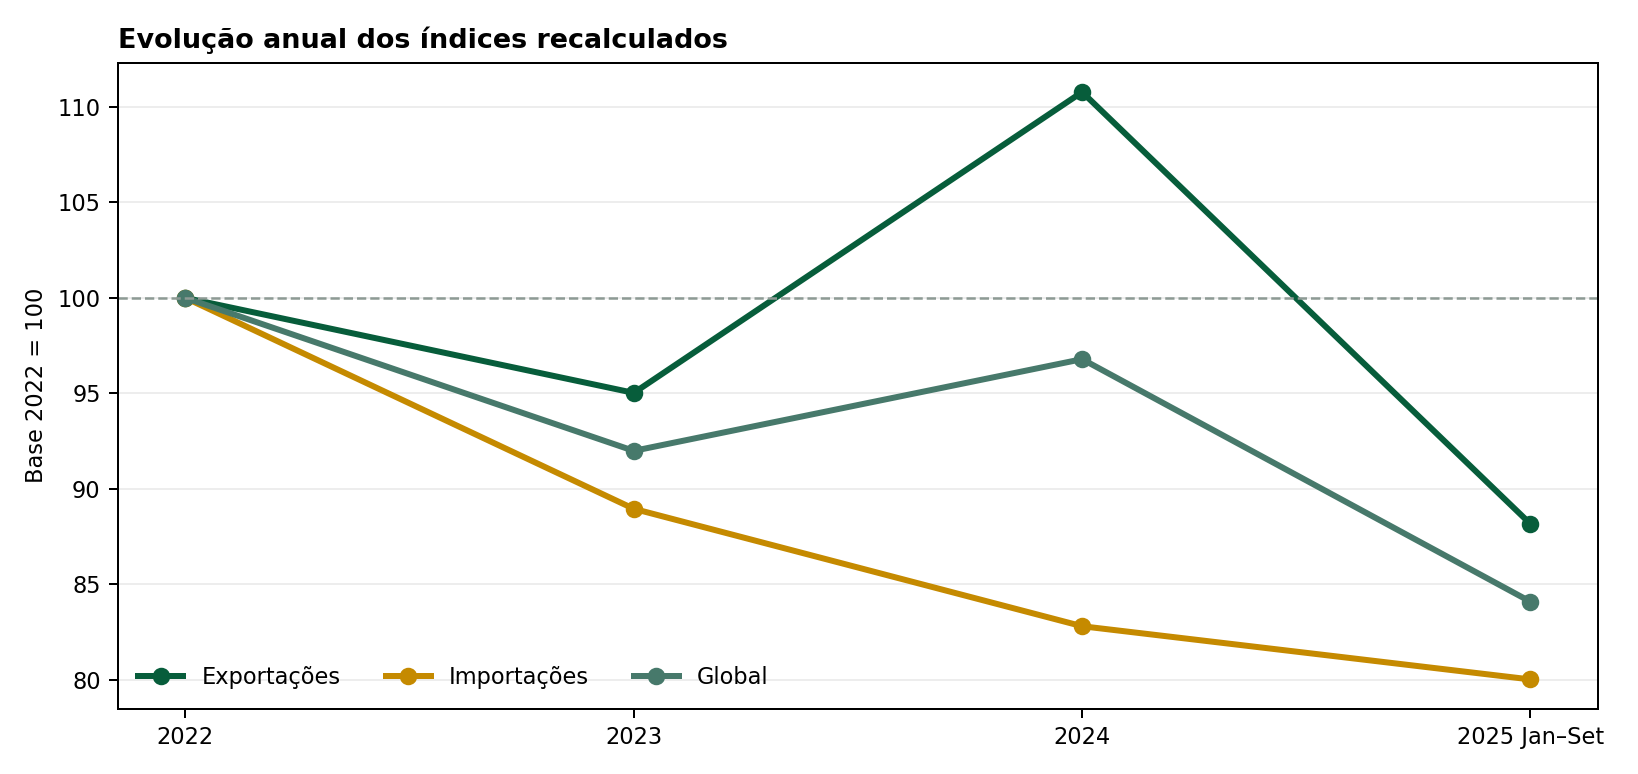 Evolução anual dos índices recalculados
Base 2022 = 100
110
105
100
95
90
85
80
Exportações Importações Global
2022 2023 2024 2025 Jan–Set